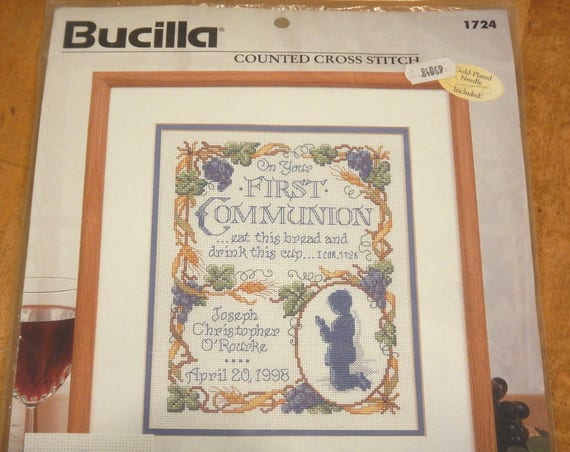 Bucilla®
1724
COUNTED CROSS STITCH
84069
Gold-Plated
Needle
Included!
On Your
FIRST
COMMUNION
...eat this bread and
drink this cup... I COR. 11:26
Joseph
Christopher
O'Rourke
April 20, 1998